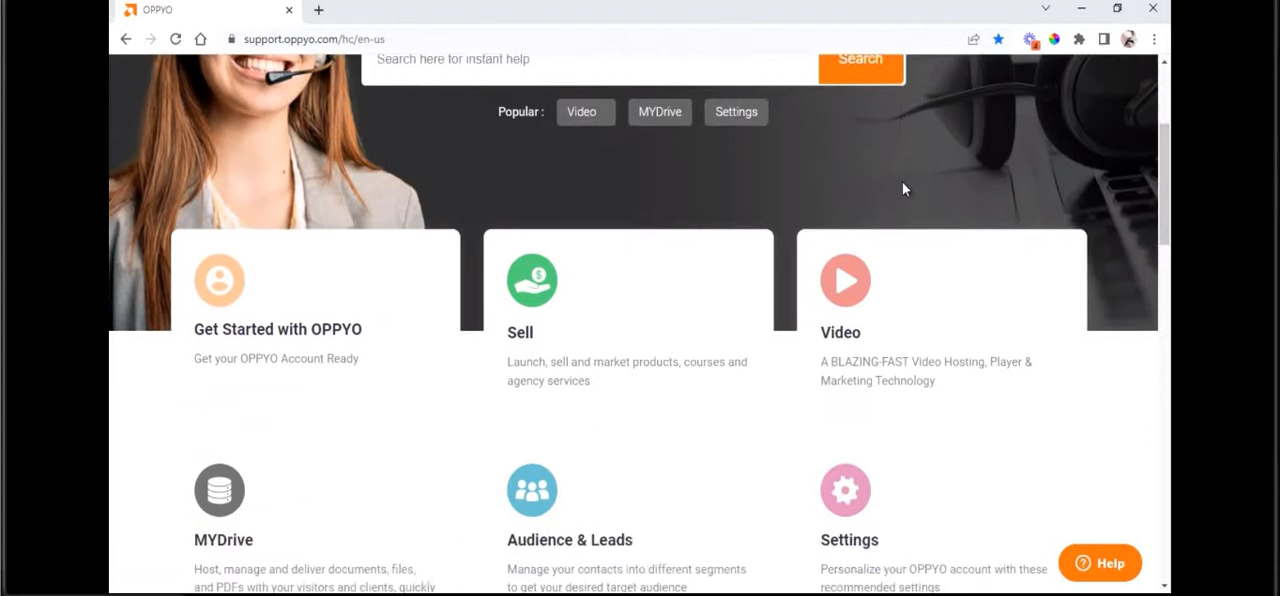 OPPYO
support.oppyo.com/hc/en-us
Search here for instant help
Search
Popular :
Video
MYDrive
Settings
Get Started with OPPYO
Get your OPPYO Account Ready
Sell
Launch, sell and market products, courses and
agency services
Video
A BLAZING-FAST Video Hosting, Player &
Marketing Technology
MYDrive
Host, manage and deliver documents, files,
and PDFs with your visitors and clients, quickly
Audience & Leads
Manage your contacts into different segments
to get your desired target audience
Settings
Personalize your OPPYO account with these
recommended settings
Help